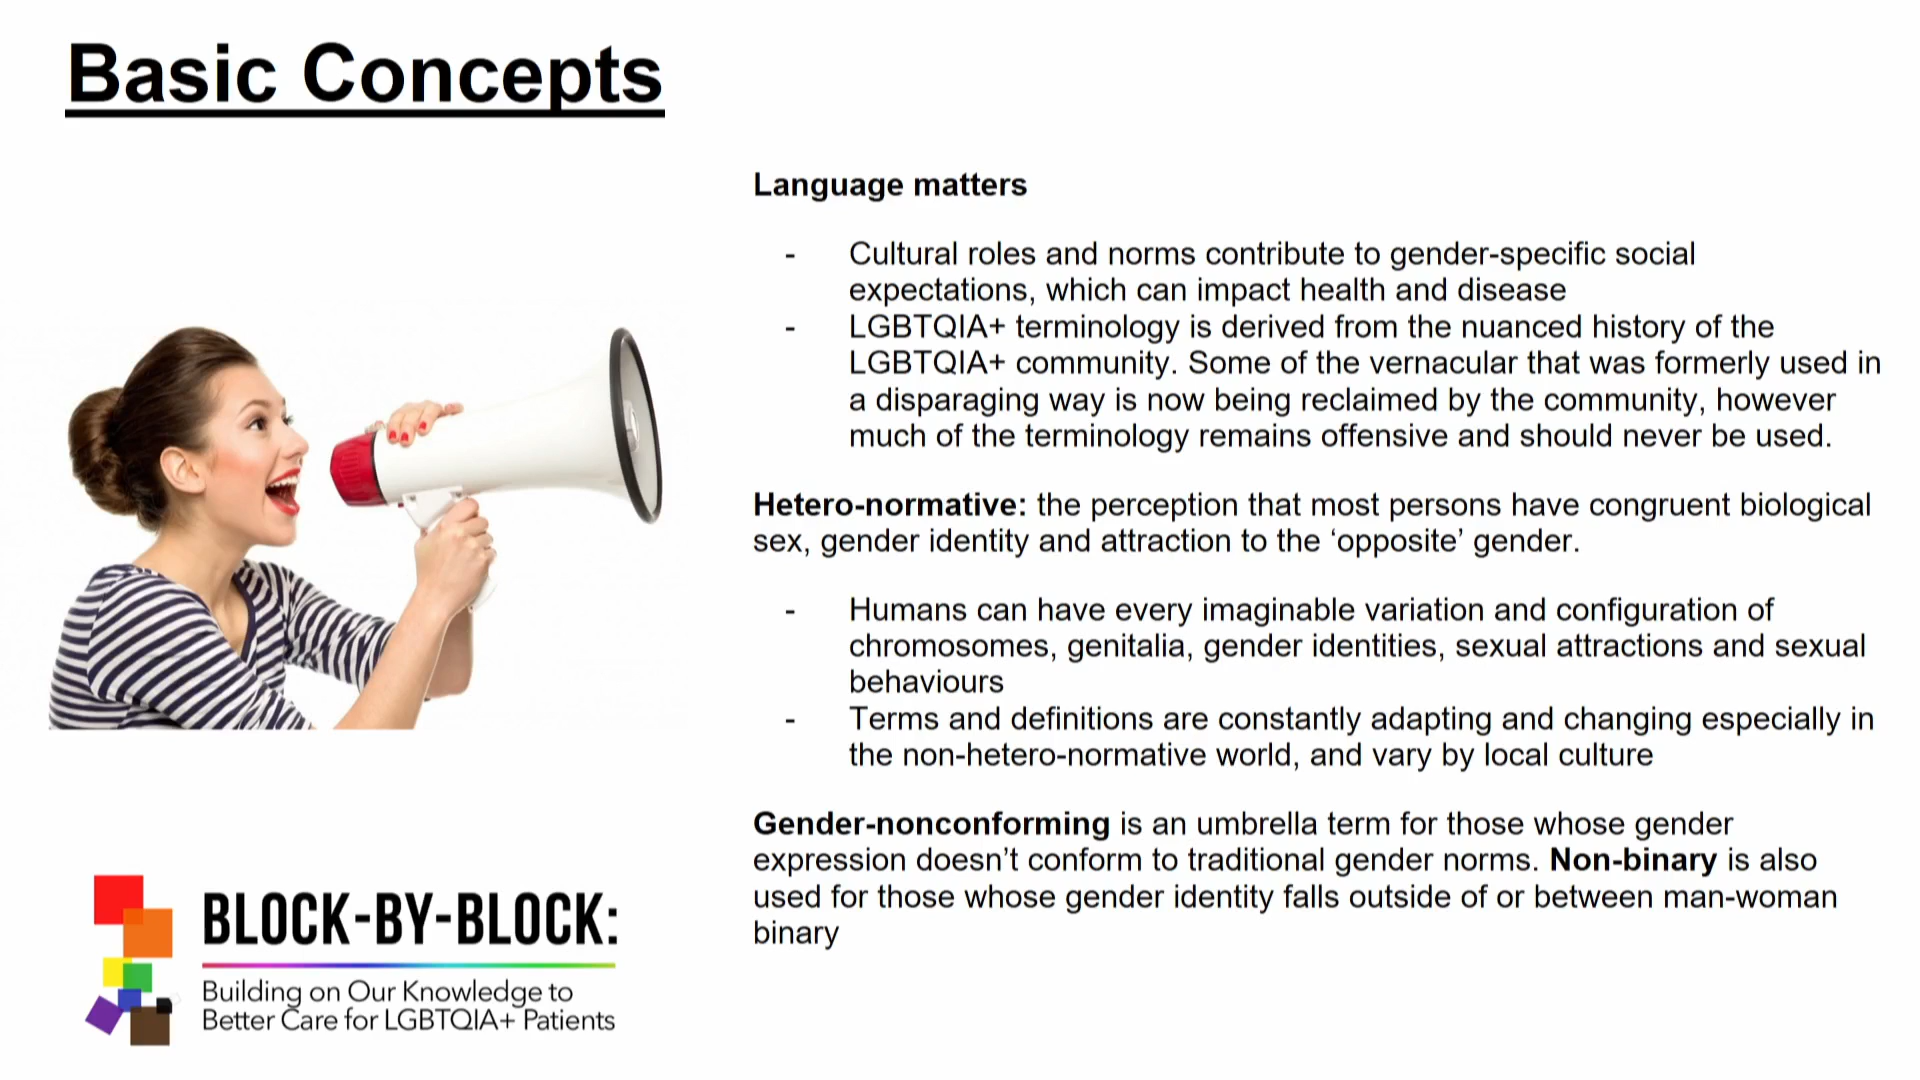 Basic Concepts
Language matters
- Cultural roles and norms contribute to gender-specific social
expectations, which can impact health and disease
- LGBTQIA+ terminology is derived from the nuanced history of the
LGBTQIA+ community. Some of the vernacular that was formerly used in
a disparaging way is now being reclaimed by the community, however
much of the terminology remains offensive and should never be used.
Hetero-normative: the perception that most persons have congruent biological
sex, gender identity and attraction to the ‘opposite’ gender.
- Humans can have every imaginable variation and configuration of
chromosomes, genitalia, gender identities, sexual attractions and sexual
behaviours
- Terms and definitions are constantly adapting and changing especially in
the non-hetero-normative world, and vary by local culture
Gender-nonconforming is an umbrella term for those whose gender
expression doesn’t conform to traditional gender norms. Non-binary is also
used for those whose gender identity falls outside of or between man-woman
binary
BLOCK-BY-BLOCK:
Building on Our Knowledge to
Better Care for LGBTQIA+ Patients